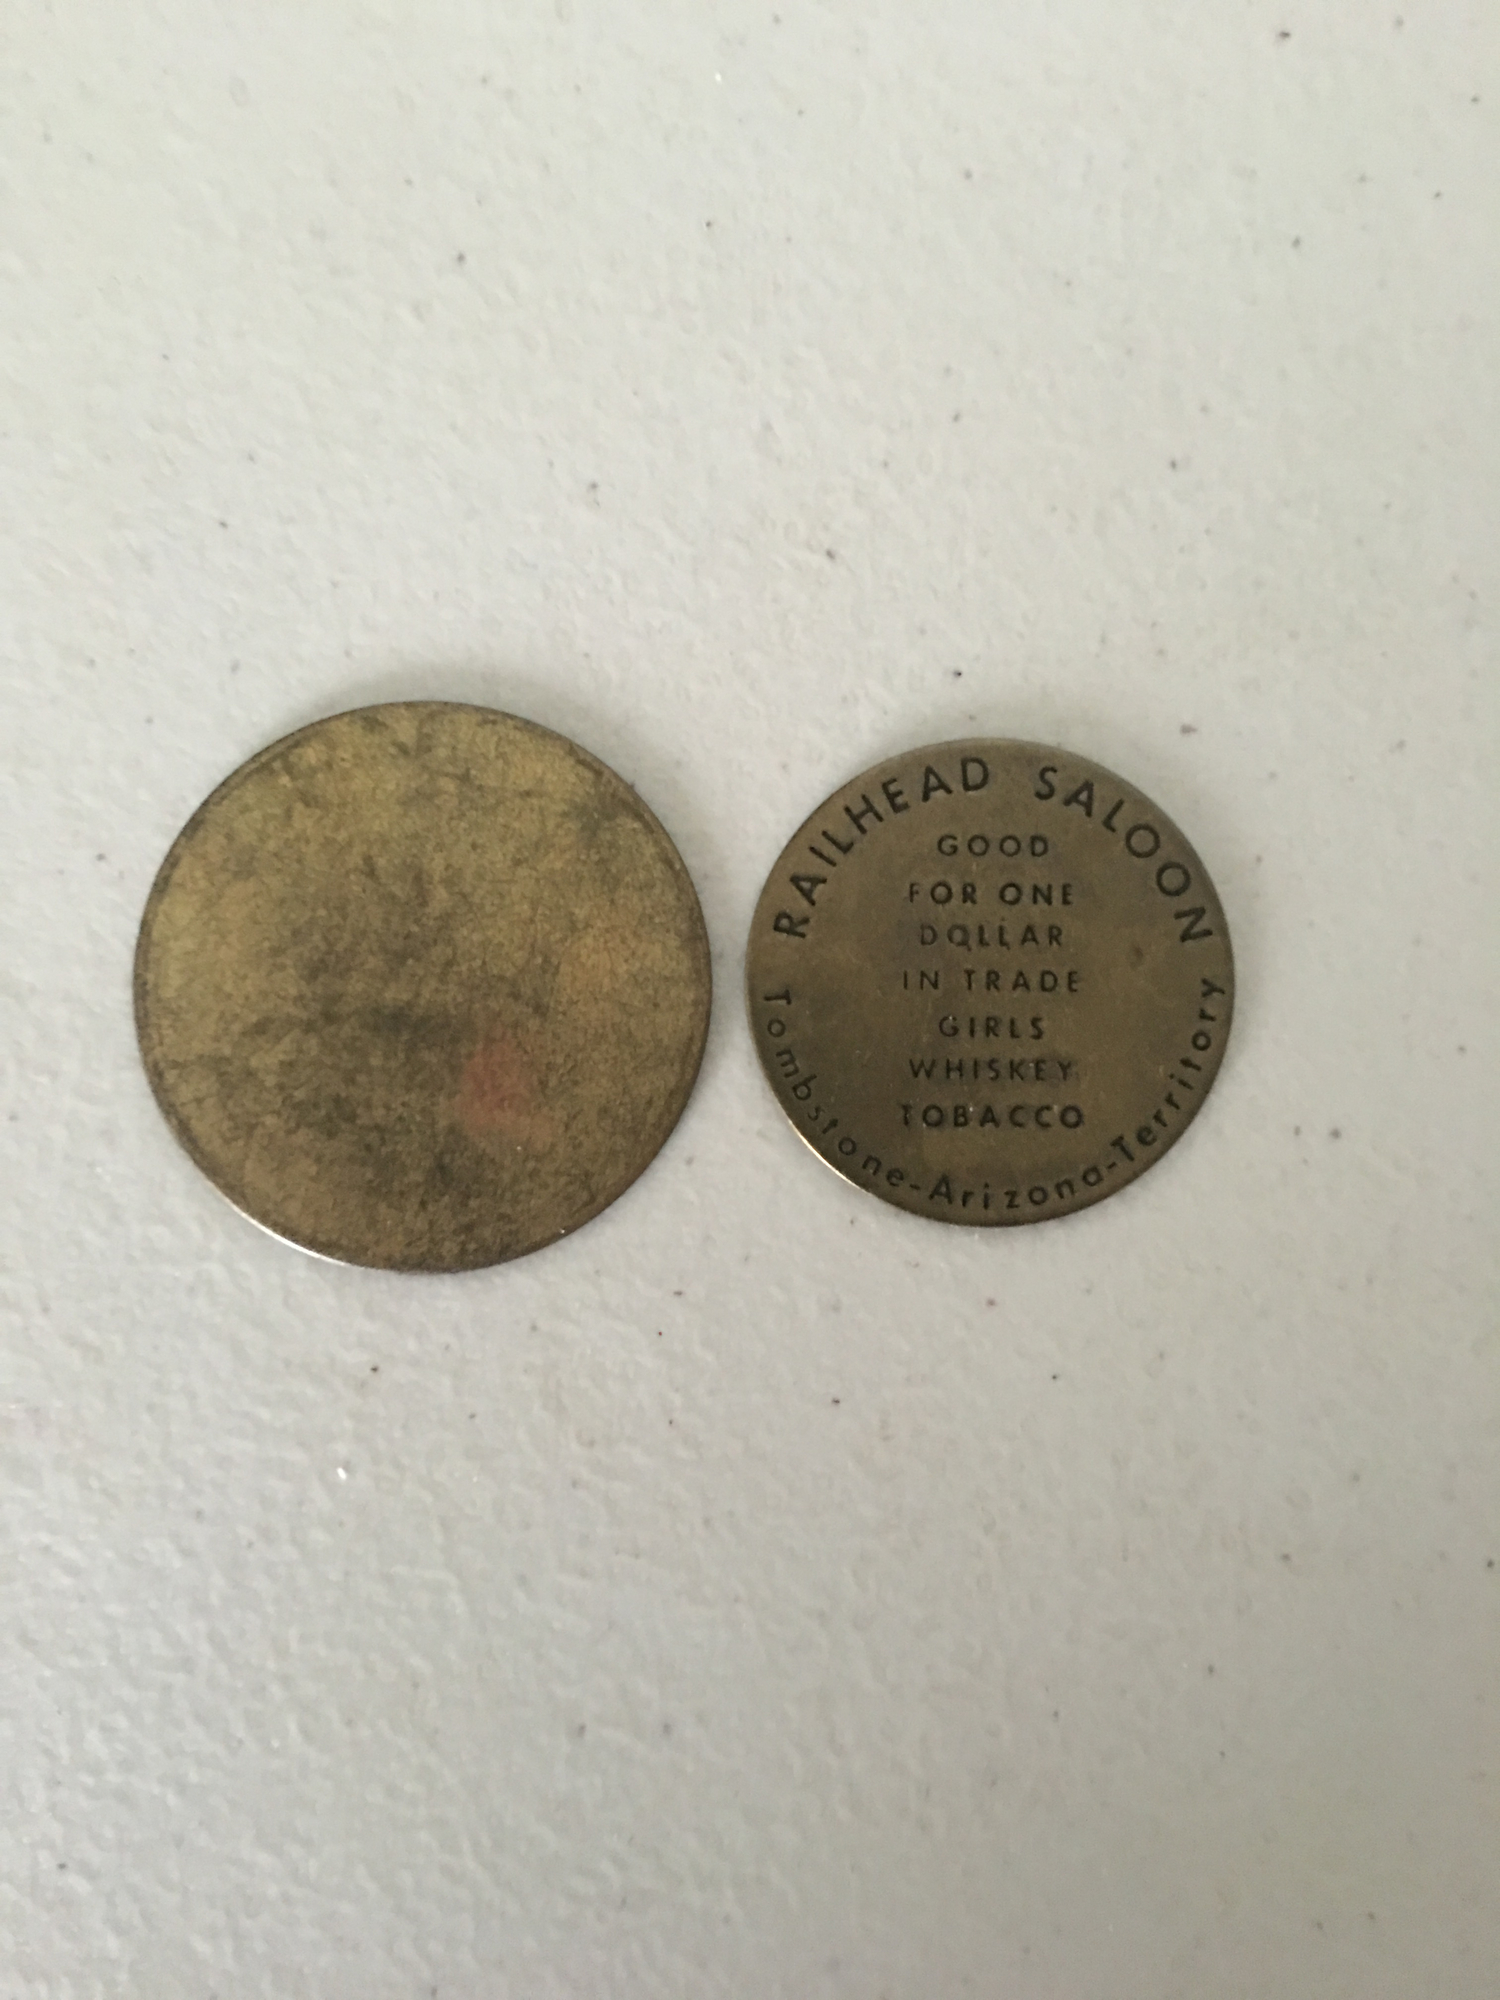 RAILHEAD SALOON
GOOD
FOR ONE
DOLLAR
IN TRADE
GIRLS
WHISKEY
TOBACCO
Tombstone-Arizona-Territory